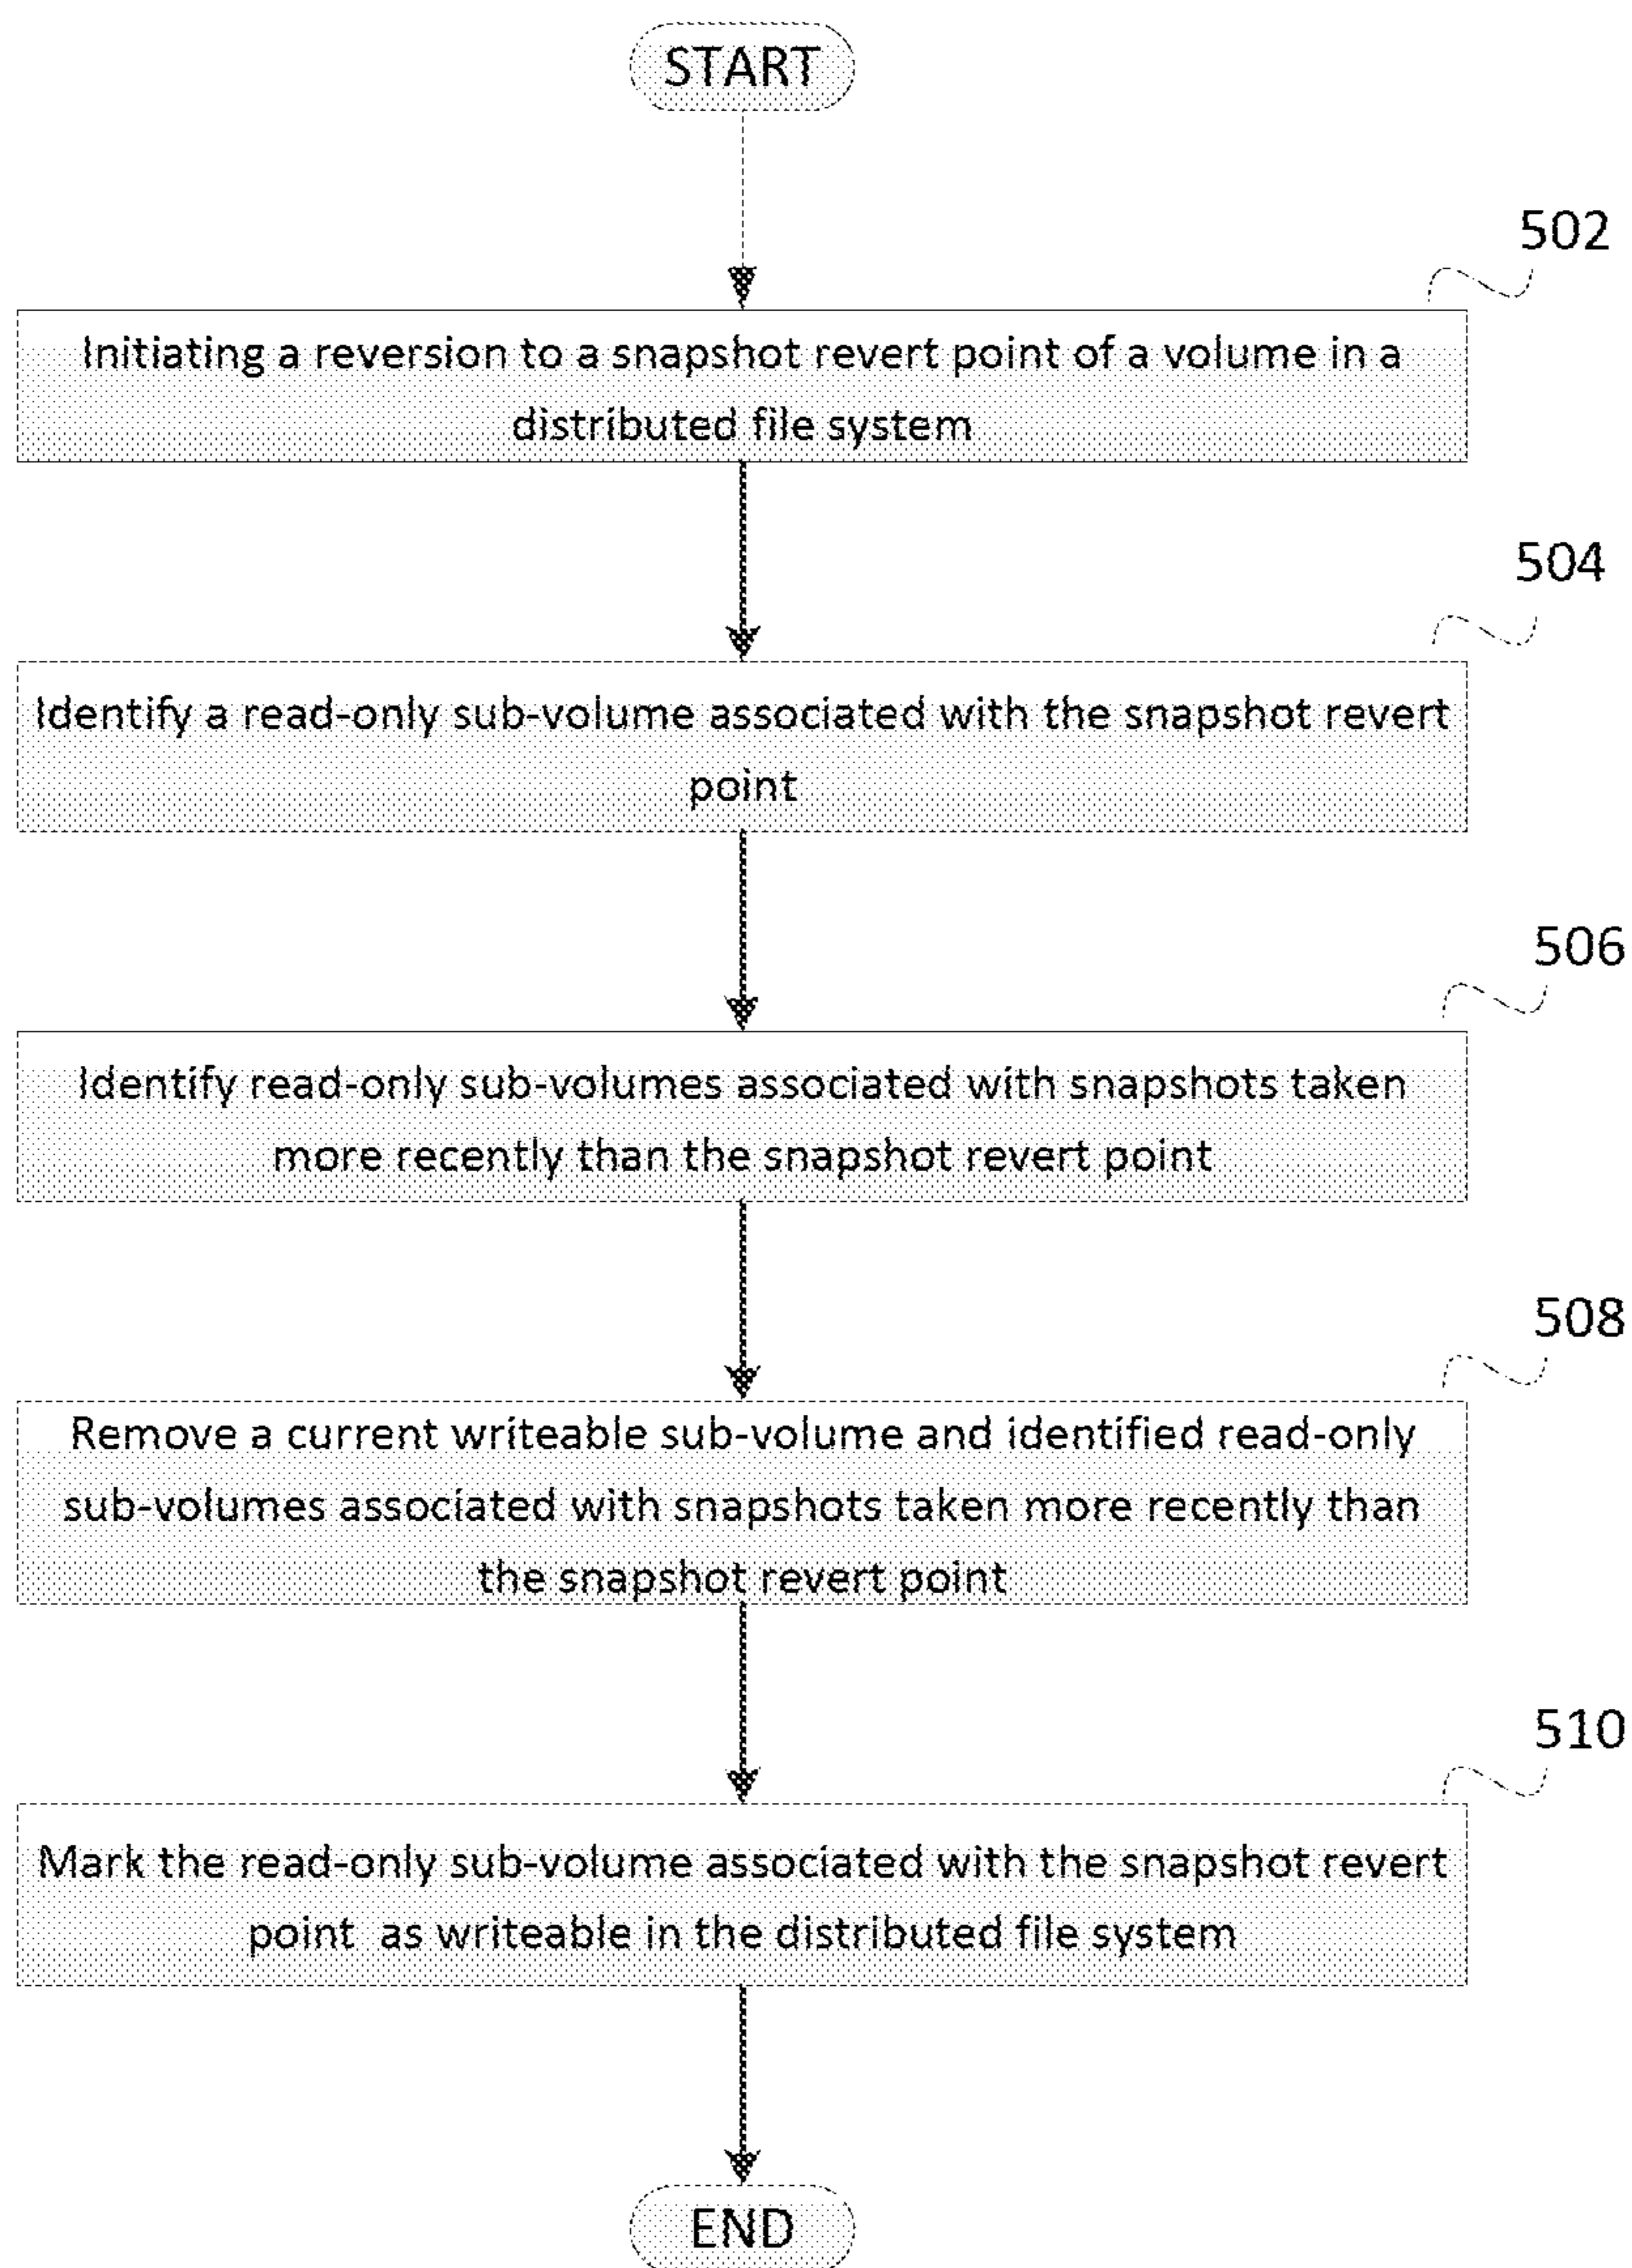 START
502
Initiating a reversion to a snapshot revert point of a volume in a
distributed file system
504
Identify a read-only sub-volume associated with the snapshot revert
point
506
Identify read-only sub-volumes associated with snapshots taken
more recently than the snapshot revert point
508
Remove a current writeable sub-volume and identified read-only
sub-volumes associated with snapshots taken more recently than
the snapshot revert point
510
Mark the read-only sub-volume associated with the snapshot revert
point as writeable in the distributed file system
END